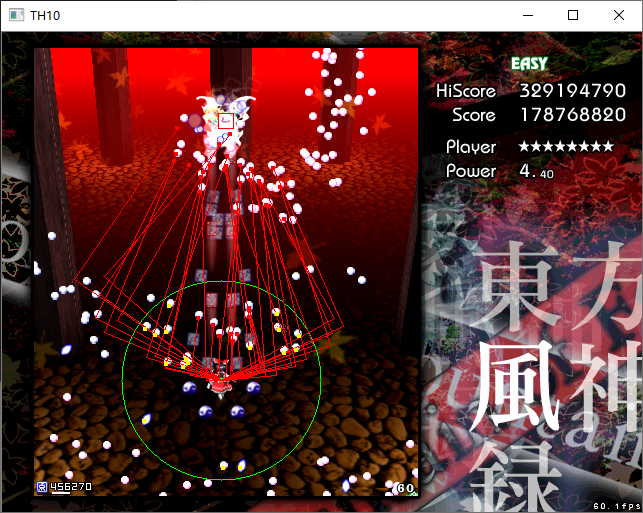 TH10
EASY
HiScore 329194790
Score 178768820
Player ★★★★★★★★
Power 4.40
東方
風神
録
456270
60
60.1fps